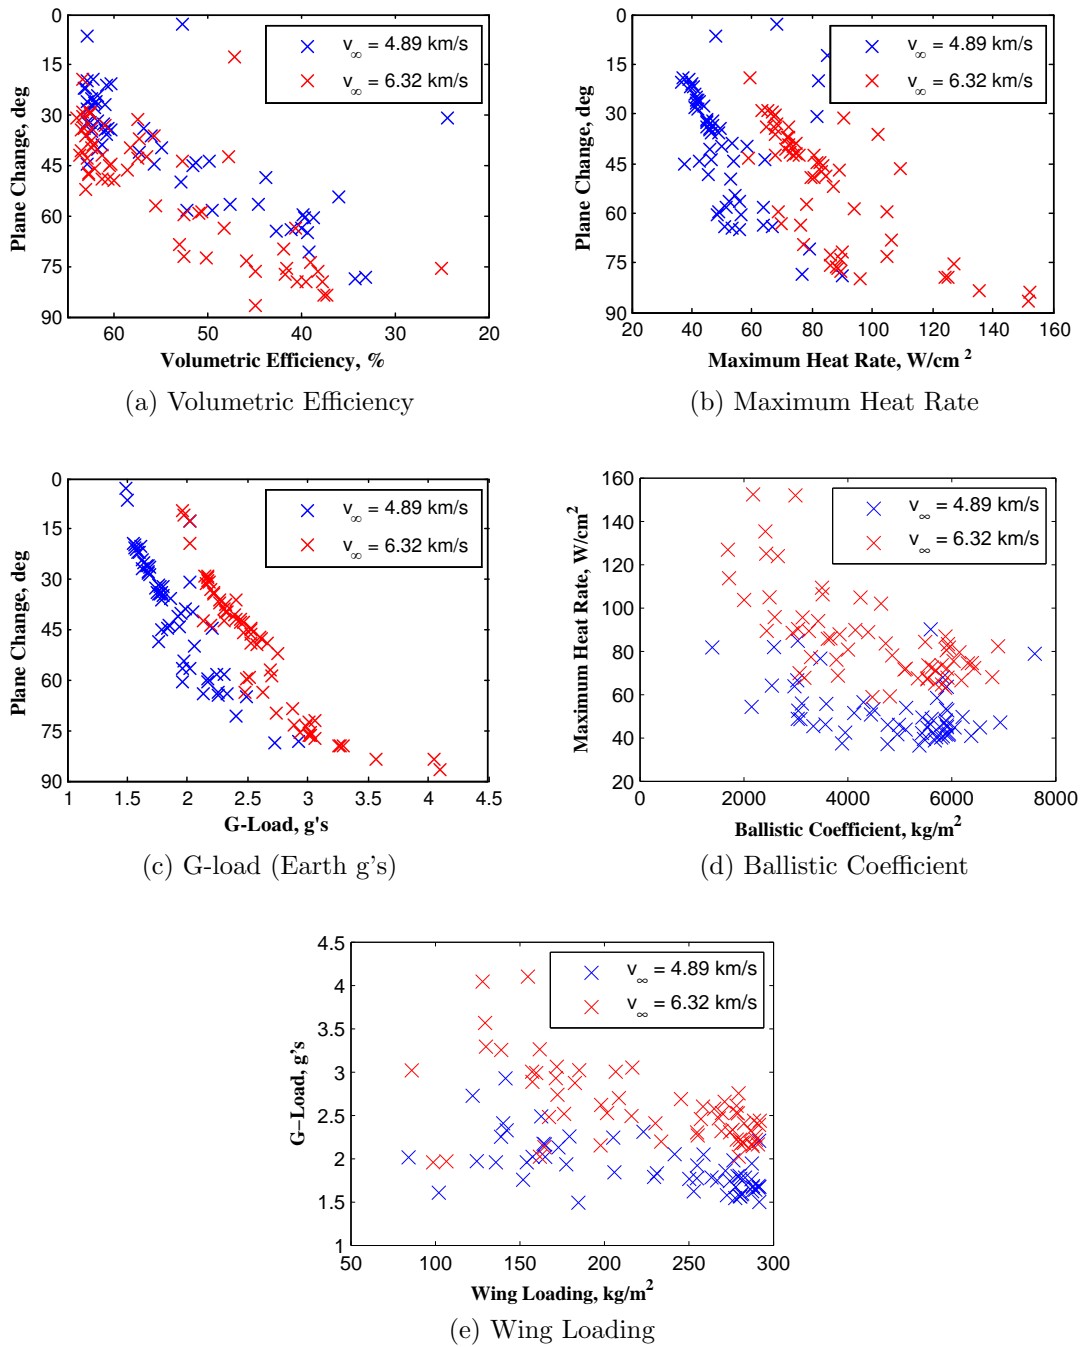 0
15
30
45
60
75
90
Plane Change, deg
v∞ = 4.89 km/s
v∞ = 6.32 km/s
60 50 40 30 20
Volumetric Efficiency, %
(a) Volumetric Efficiency
0
15
30
45
60
75
90
Plane Change, deg
v∞ = 4.89 km/s
v∞ = 6.32 km/s
20 40 60 80 100 120 140 160
Maximum Heat Rate, W/cm²
(b) Maximum Heat Rate
0
15
30
45
60
75
90
Plane Change, deg
v∞ = 4.89 km/s
v∞ = 6.32 km/s
1 1.5 2 2.5 3 3.5 4 4.5
G-Load, g's
(c) G-load (Earth g's)
160
140
120
100
80
60
40
20
Maximum Heat Rate, W/cm²
v∞ = 4.89 km/s
v∞ = 6.32 km/s
0 2000 4000 6000 8000
Ballistic Coefficient, kg/m²
(d) Ballistic Coefficient
4.5
4
3.5
3
2.5
2
1.5
1
G−Load, g's
v∞ = 4.89 km/s
v∞ = 6.32 km/s
50 100 150 200 250 300
Wing Loading, kg/m²
(e) Wing Loading